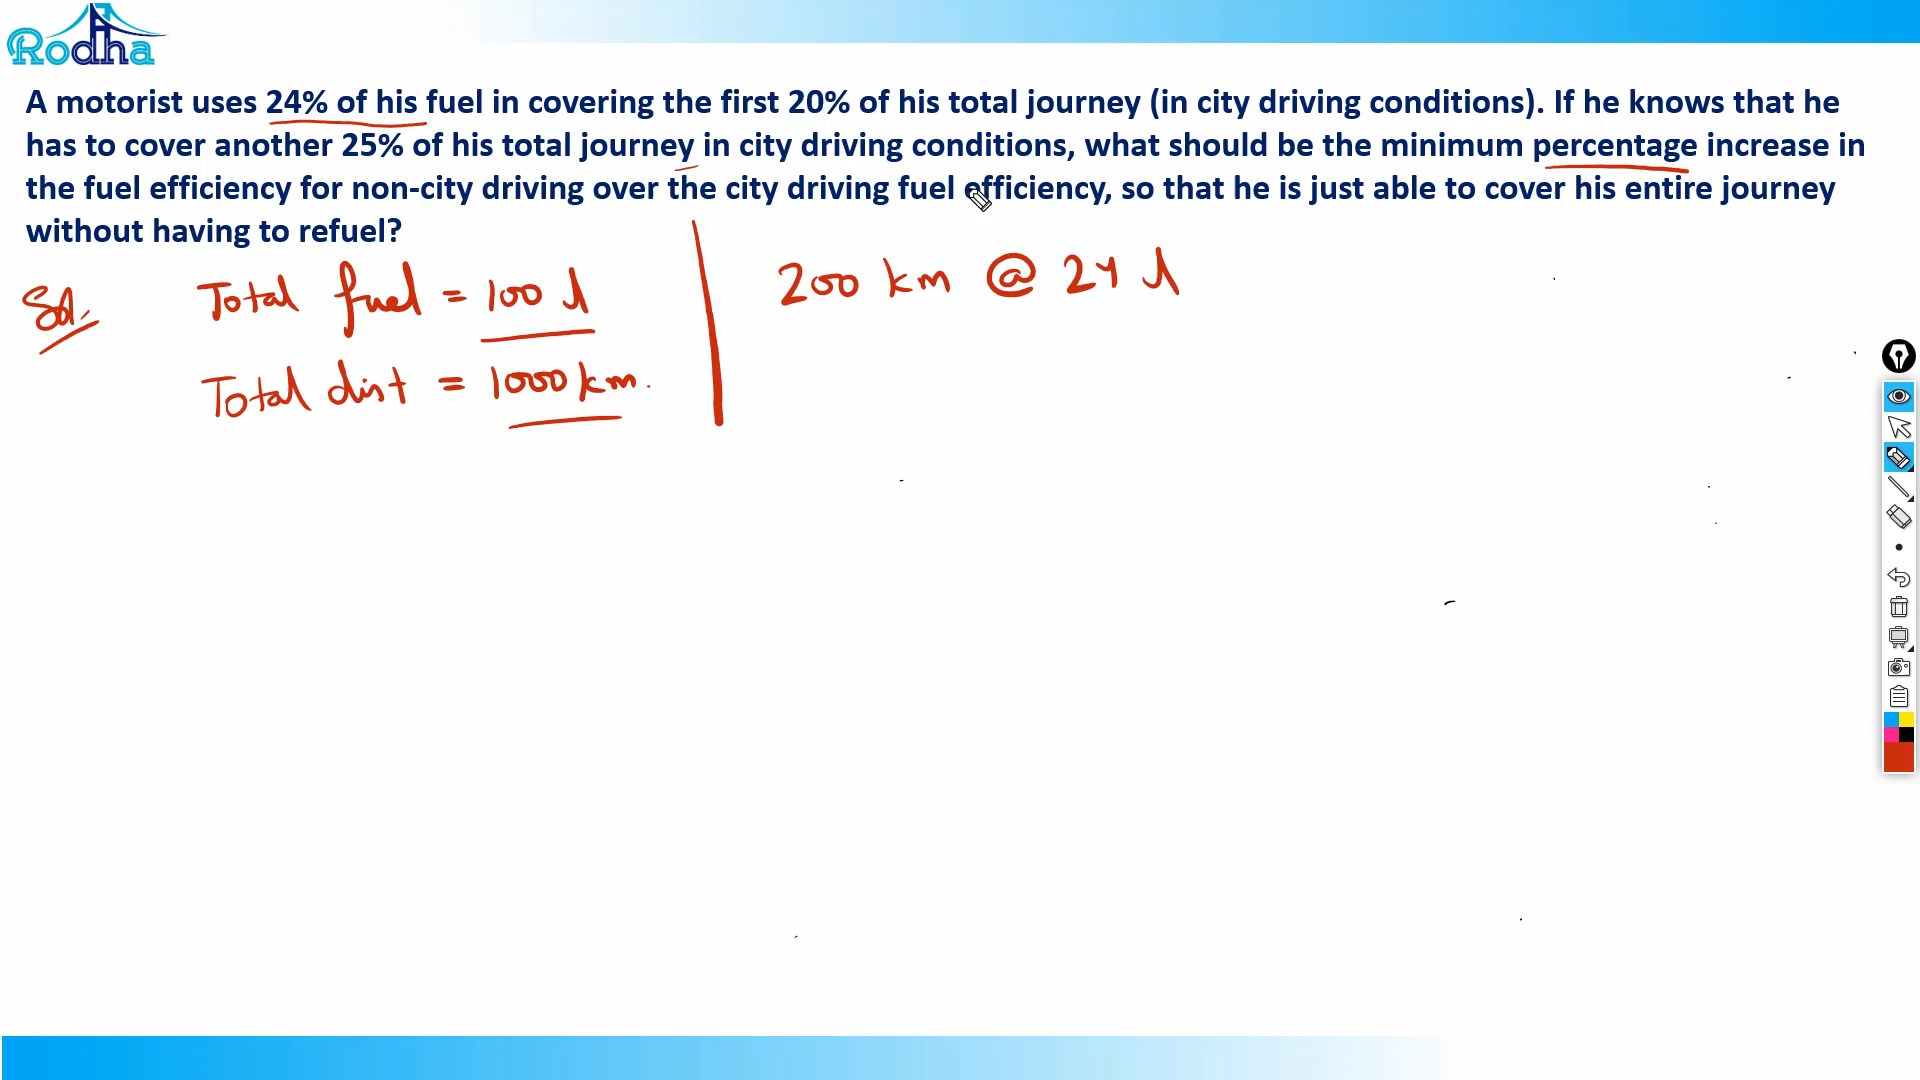 Rodha
A motorist uses 24% of his fuel in covering the first 20% of his total journey (in city driving conditions). If he knows that he
has to cover another 25% of his total journey in city driving conditions, what should be the minimum percentage increase in
the fuel efficiency for non-city driving over the city driving fuel efficiency, so that he is just able to cover his entire journey
without having to refuel?
Sol. Total fuel = 100 l
Total dist = 1000 km.
200 km @ 24 l